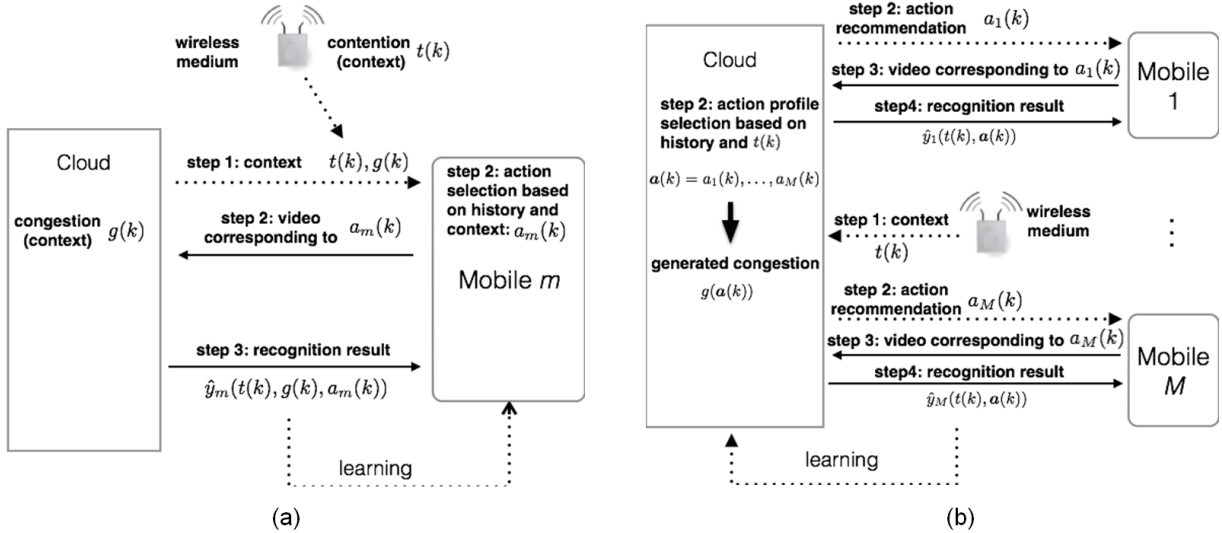 wireless
medium
contention
(context) t(k)
Cloud
congestion
(context) g(k)
step 1: context t(k), g(k)
step 2: video
corresponding to a_m(k)
step 2: action
selection based
on history and
context: a_m(k)
Mobile m
step 3: recognition result
ŷ_m(t(k), g(k), a_m(k))
learning
(a)
Cloud
step 2: action profile
selection based on
history and t(k)
a(k) = a_1(k), . . . , a_M(k)
generated congestion
g(a(k))
step 2: action
recommendation a_1(k)
step 3: video corresponding to a_1(k)
step4: recognition result
ŷ_1(t(k), a(k))
Mobile
1
step 1: context
t(k)
wireless
medium
⋮
step 2: action
recommendation a_M(k)
step 3: video corresponding to a_M(k)
step4: recognition result
ŷ_M(t(k), a(k))
Mobile
M
learning
(b)